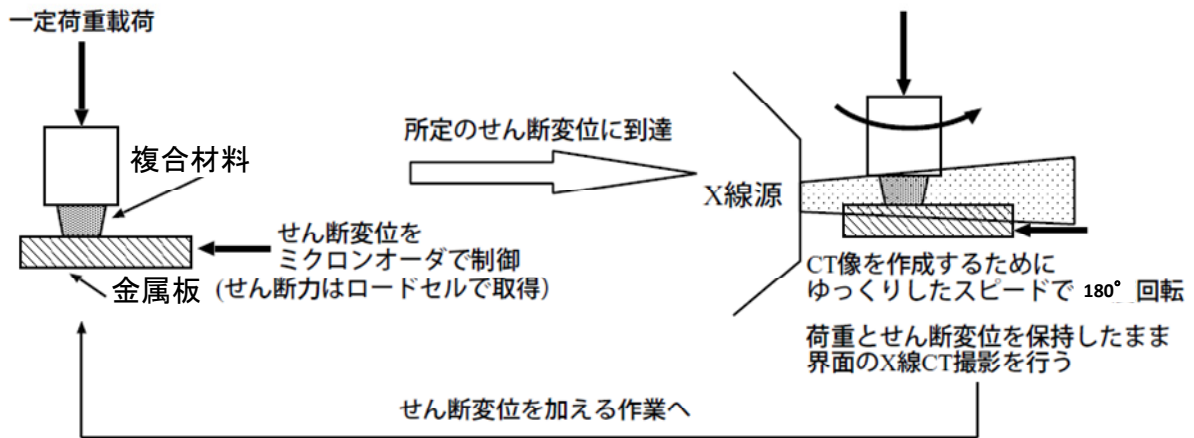 一定荷重載荷
複合材料
せん断変位を
ミクロンオーダで制御
(せん断力はロードセルで取得)
金属板
所定のせん断変位に到達
X線源
CT像を作成するために
ゆっくりしたスピードで 180° 回転
荷重とせん断変位を保持したまま
界面のX線CT撮影を行う
せん断変位を加える作業へ